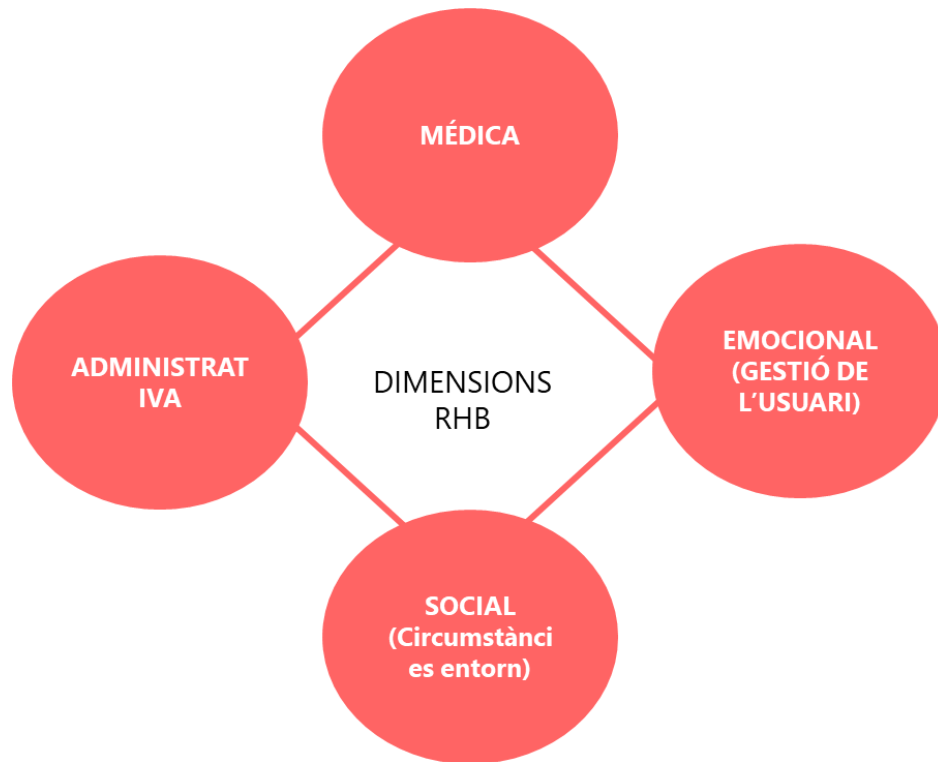 MÉDICA
ADMINISTRAT
IVA
DIMENSIONS
RHB
EMOCIONAL
(GESTIÓ DE
L’USUARI)
SOCIAL
(Circumstànci
es entorn)